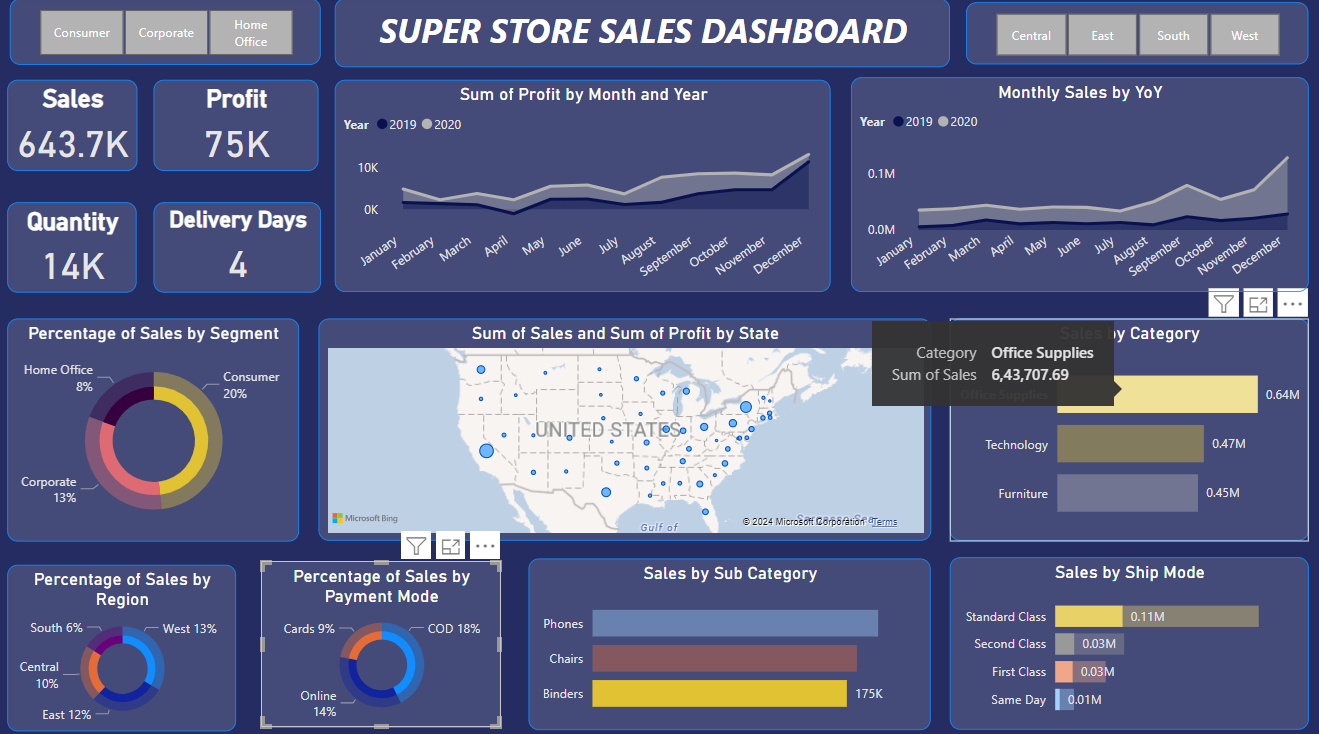 Consumer
Corporate
Home
Office
SUPER STORE SALES DASHBOARD
Central
East
South
West
Sales
643.7K
Profit
75K
Quantity
14K
Delivery Days
4
Sum of Profit by Month and Year
Year 2019 2020
10K
0K
January
February
March
April
May
June
July
August
September
October
November
December
Monthly Sales by YoY
Year 2019 2020
0.1M
0.0M
January
February
March
April
May
June
July
August
September
October
November
December
Percentage of Sales by Segment
Home Office
8%
Consumer
20%
Corporate
13%
Sum of Sales and Sum of Profit by State
UNITED STATES
Microsoft Bing
Gulf of
Sargasso Sea
© 2024 Microsoft Corporation Terms
Sales by Category
Category Office Supplies
Sum of Sales 6,43,707.69
Office Supplies
0.64M
Technology
0.47M
Furniture
0.45M
Percentage of Sales by
Region
South 6%
West 13%
Central
10%
East 12%
Percentage of Sales by
Payment Mode
Cards 9%
COD 18%
Online
14%
Sales by Sub Category
Phones
Chairs
Binders
175K
Sales by Ship Mode
Standard Class
0.11M
Second Class
0.03M
First Class
0.03M
Same Day
0.01M